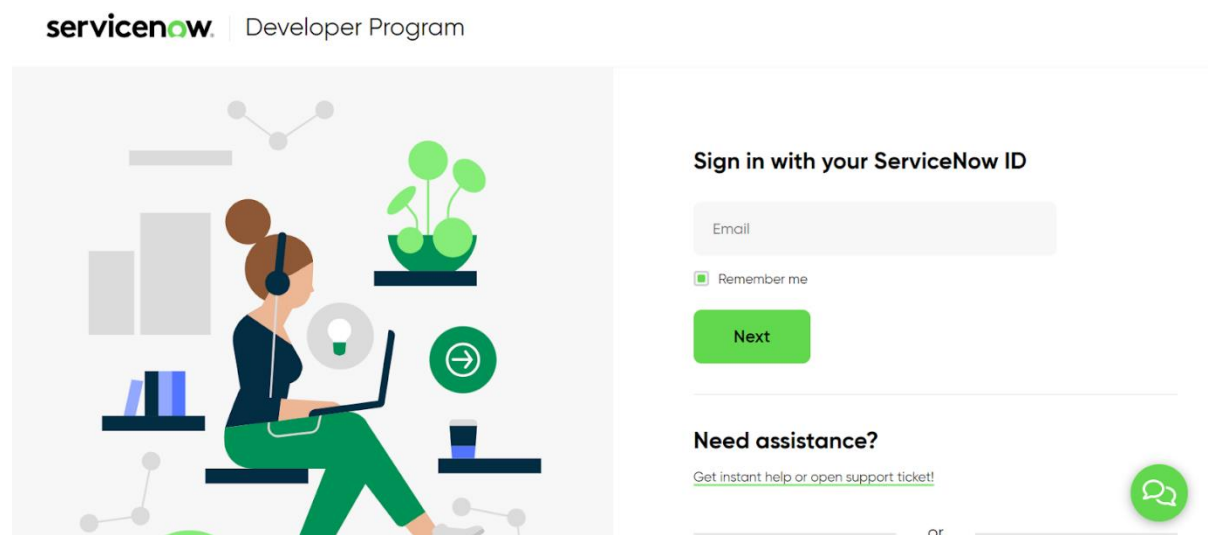 servicenow. Developer Program
Sign in with your ServiceNow ID
Email
Remember me
Next
Need assistance?
Get instant help or open support ticket!
or